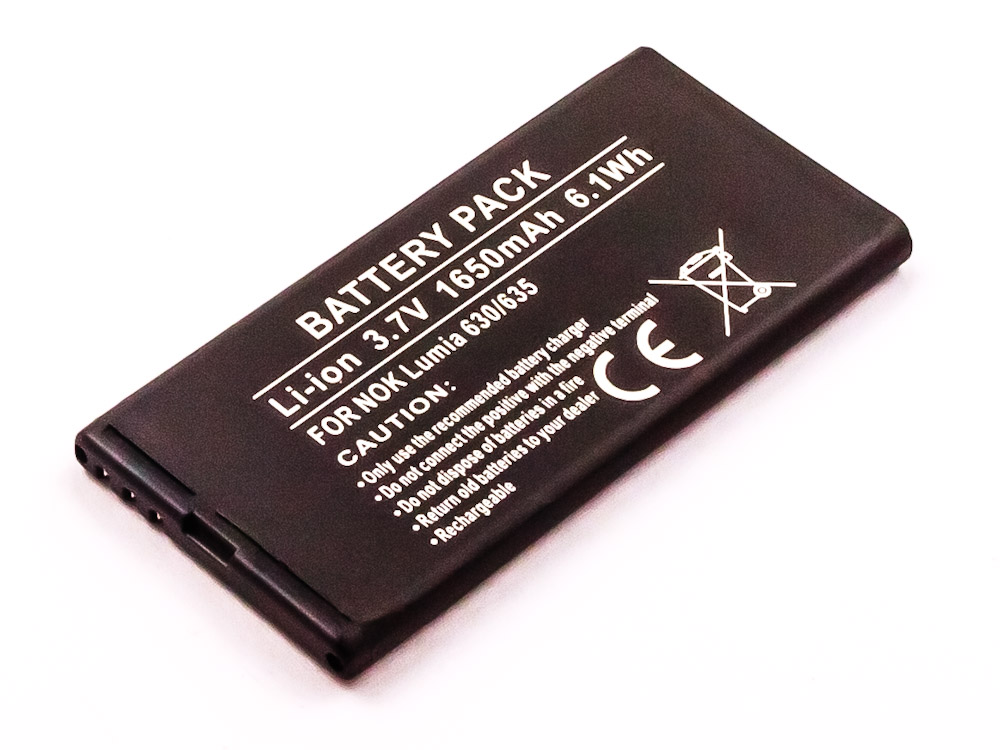 BATTERY PACK
Li-ion 3.7V 1650mAh 6.1Wh
FOR NOK Lumia 630/635
CAUTION:
•Only use the recommended battery charger
•Do not connect the positive with the negative terminal
•Do not dispose of batteries in a fire
•Return old batteries to your dealer
•Rechargeable
CE